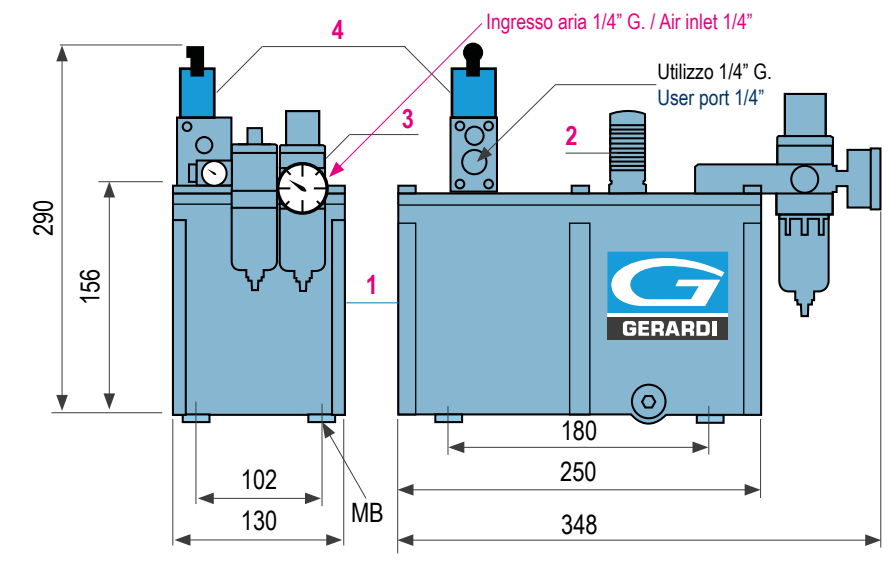 4
Ingresso aria 1/4” G. / Air inlet 1/4”
Utilizzo 1/4” G.
User port 1/4”
3
2
290
156
1
GERARDI
180
102
250
MB
130
348